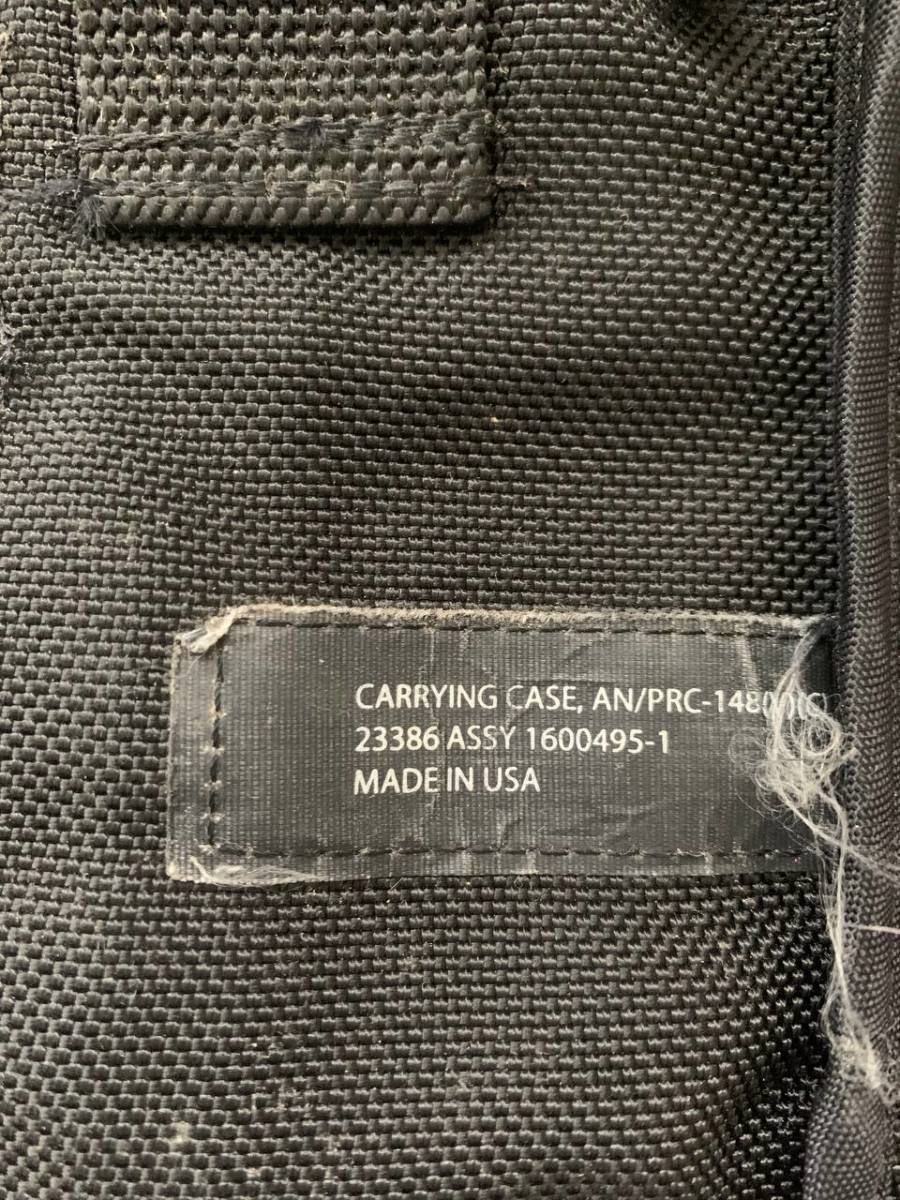 CARRYING CASE, AN/PRC-148
23386 ASSY 1600495-1
MADE IN USA